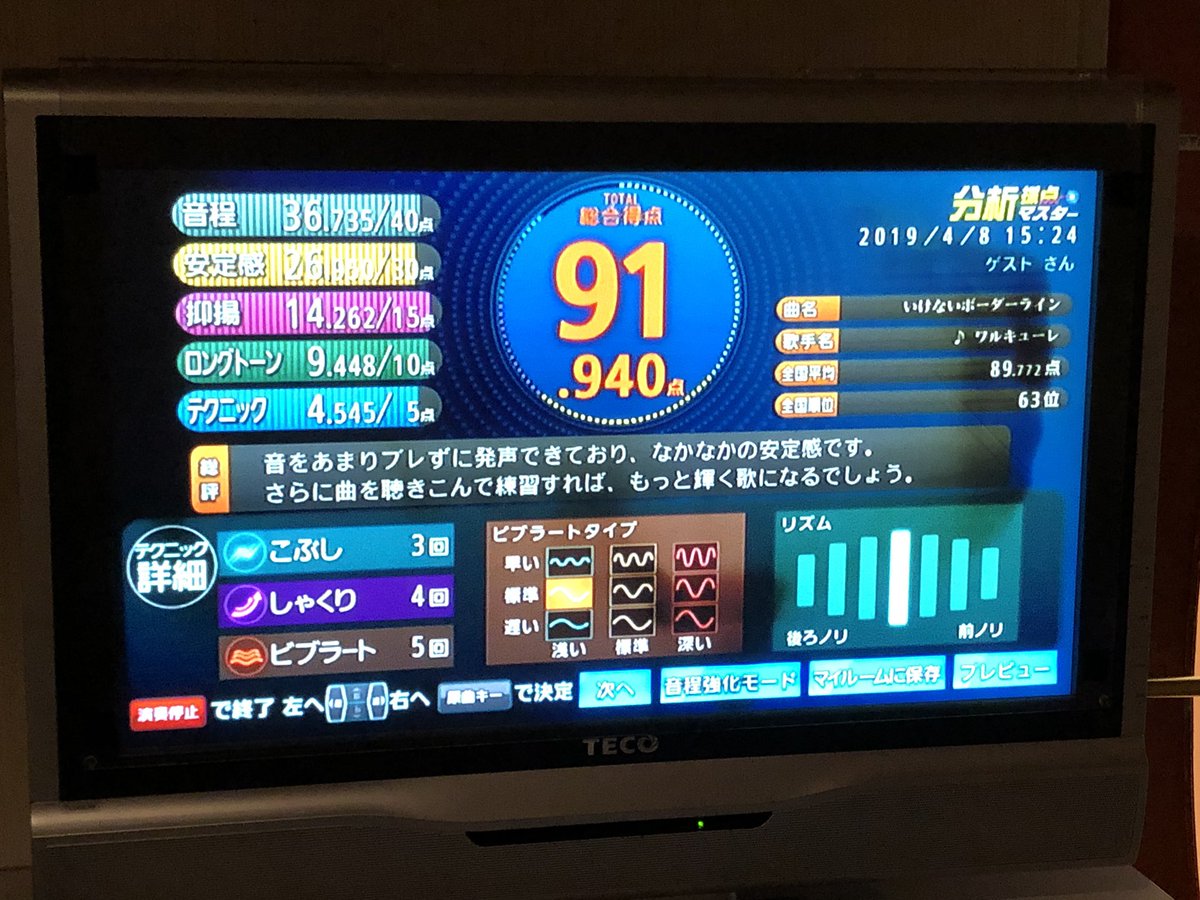 音程 36.735/40点
安定感 26.950/30点
抑揚 14.262/15点
ロングトーン 9.448/10点
テクニック 4.545/ 5点
TOTAL
総合得点
91
.940点
分析採点
マスター
2019/4/8 15:24
ゲスト さん
曲名 いけないボーダーライン
歌手名 ♪ ワルキューレ
全国平均 89.772点
全国順位 63位
総評
音をあまりブレずに発声できており、なかなかの安定感です。
さらに曲を聴きこんで練習すれば、もっと輝く歌になるでしょう。
テクニック
詳細
こぶし 3回
しゃくり 4回
ビブラート 5回
ビブラートタイプ
早い
標準
遅い
浅い 標準 深い
リズム
後ろノリ 前ノリ
演奏停止 で終了 左へ 右へ 原曲キー で決定 次へ 音程強化モード マイルームに保存 プレビュー
TECO